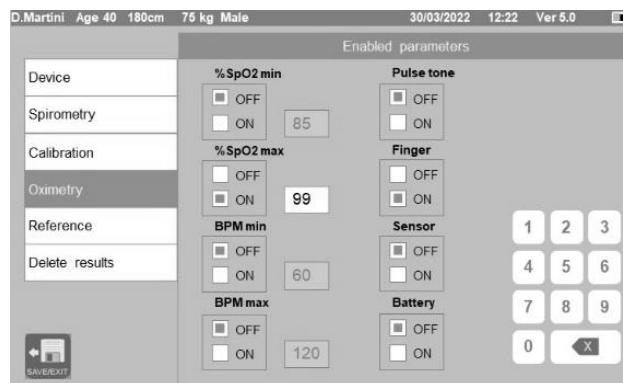 D.Martini Age 40 180cm 75 kg Male 30/03/2022 12:22 Ver 5.0
Enabled parameters
Device
Spirometry
Calibration
Oximetry
Reference
Delete results
%SpO2 min
OFF
ON 85
%SpO2 max
OFF
ON 99
BPM min
OFF
ON 60
BPM max
OFF
ON 120
Pulse tone
OFF
ON
Finger
OFF
ON
Sensor
OFF
ON
Battery
OFF
ON
1 2 3
4 5 6
7 8 9
0 X
SAVE/EXIT